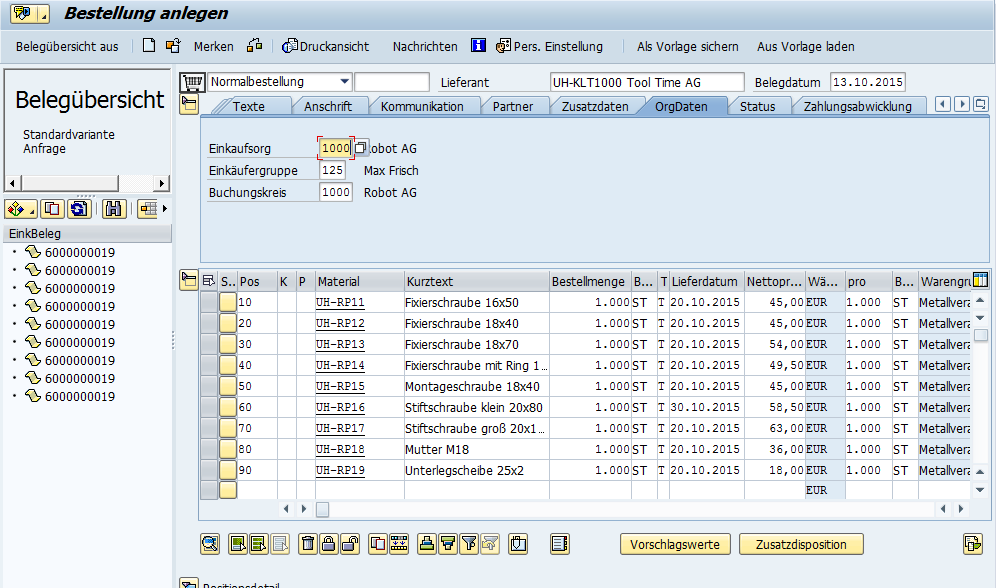 Bestellung anlegen
Belegübersicht aus Merken Druckansicht Nachrichten Pers. Einstellung Als Vorlage sichern Aus Vorlage laden
Belegübersicht
Standardvariante
Anfrage
EinkBeleg
6000000019
6000000019
6000000019
6000000019
6000000019
6000000019
6000000019
6000000019
6000000019
Normalbestellung Lieferant UH-KLT1000 Tool Time AG Belegdatum 13.10.2015
Texte Anschrift Kommunikation Partner Zusatzdaten OrgDaten Status Zahlungsabwicklung
Einkaufsorg 1000 obot AG
Einkäufergruppe 125 Max Frisch
Buchungskreis 1000 Robot AG
S.. Pos K P Material Kurztext Bestellmenge B... T Lieferdatum Nettopr... Wä... pro B... Warengru
10 UH-RP11 Fixierschraube 16x50 1.000 ST T 20.10.2015 45,00 EUR 1.000 ST Metallvera
20 UH-RP12 Fixierschraube 18x40 1.000 ST T 20.10.2015 45,00 EUR 1.000 ST Metallvera
30 UH-RP13 Fixierschraube 18x70 1.000 ST T 20.10.2015 54,00 EUR 1.000 ST Metallvera
40 UH-RP14 Fixierschraube mit Ring 1... 1.000 ST T 20.10.2015 49,50 EUR 1.000 ST Metallvera
50 UH-RP15 Montageschraube 18x40 1.000 ST T 20.10.2015 45,00 EUR 1.000 ST Metallvera
60 UH-RP16 Stiftschraube klein 20x80 1.000 ST T 30.10.2015 58,50 EUR 1.000 ST Metallvera
70 UH-RP17 Stiftschraube groß 20x1... 1.000 ST T 20.10.2015 63,00 EUR 1.000 ST Metallvera
80 UH-RP18 Mutter M18 1.000 ST T 20.10.2015 36,00 EUR 1.000 ST Metallvera
90 UH-RP19 Unterlegscheibe 25x2 1.000 ST T 20.10.2015 18,00 EUR 1.000 ST Metallvera
EUR
Vorschlagswerte Zusatzdisposition
Positionsdetail